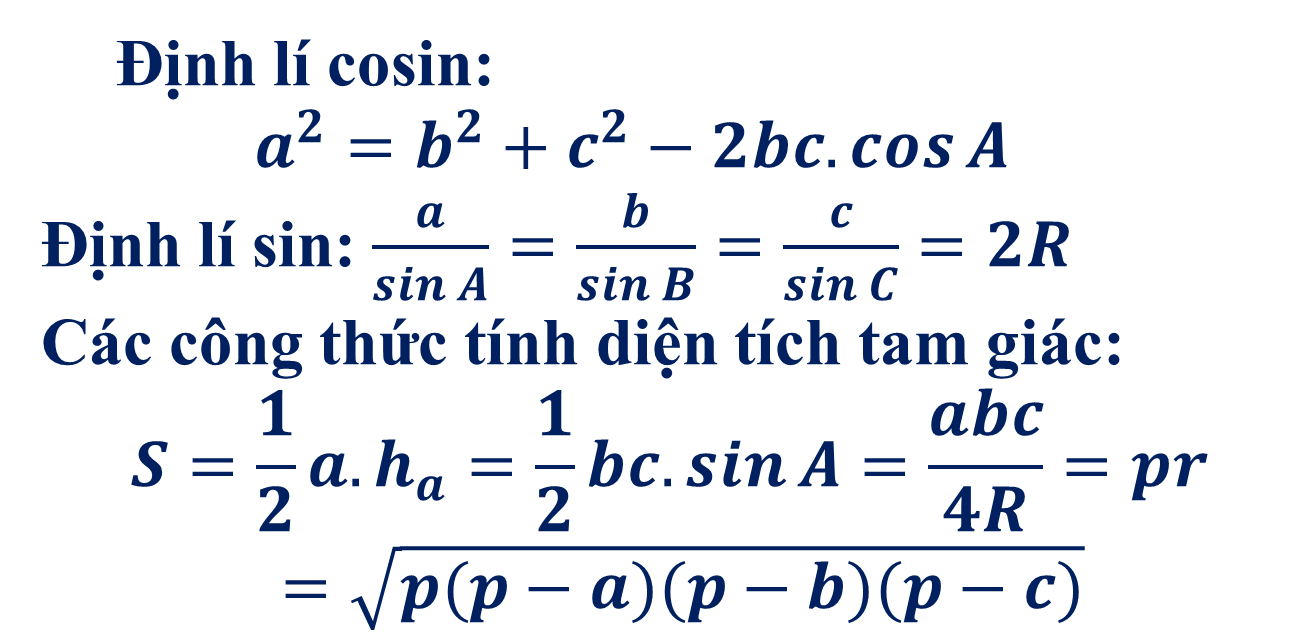 Định lí cosin:
a² = b² + c² − 2bc.cos A
Định lí sin: a/sin A = b/sin B = c/sin C = 2R
Các công thức tính diện tích tam giác:
S = 1/2 a.hₐ = 1/2 bc.sin A = abc/4R = pr
= √p(p − a)(p − b)(p − c)